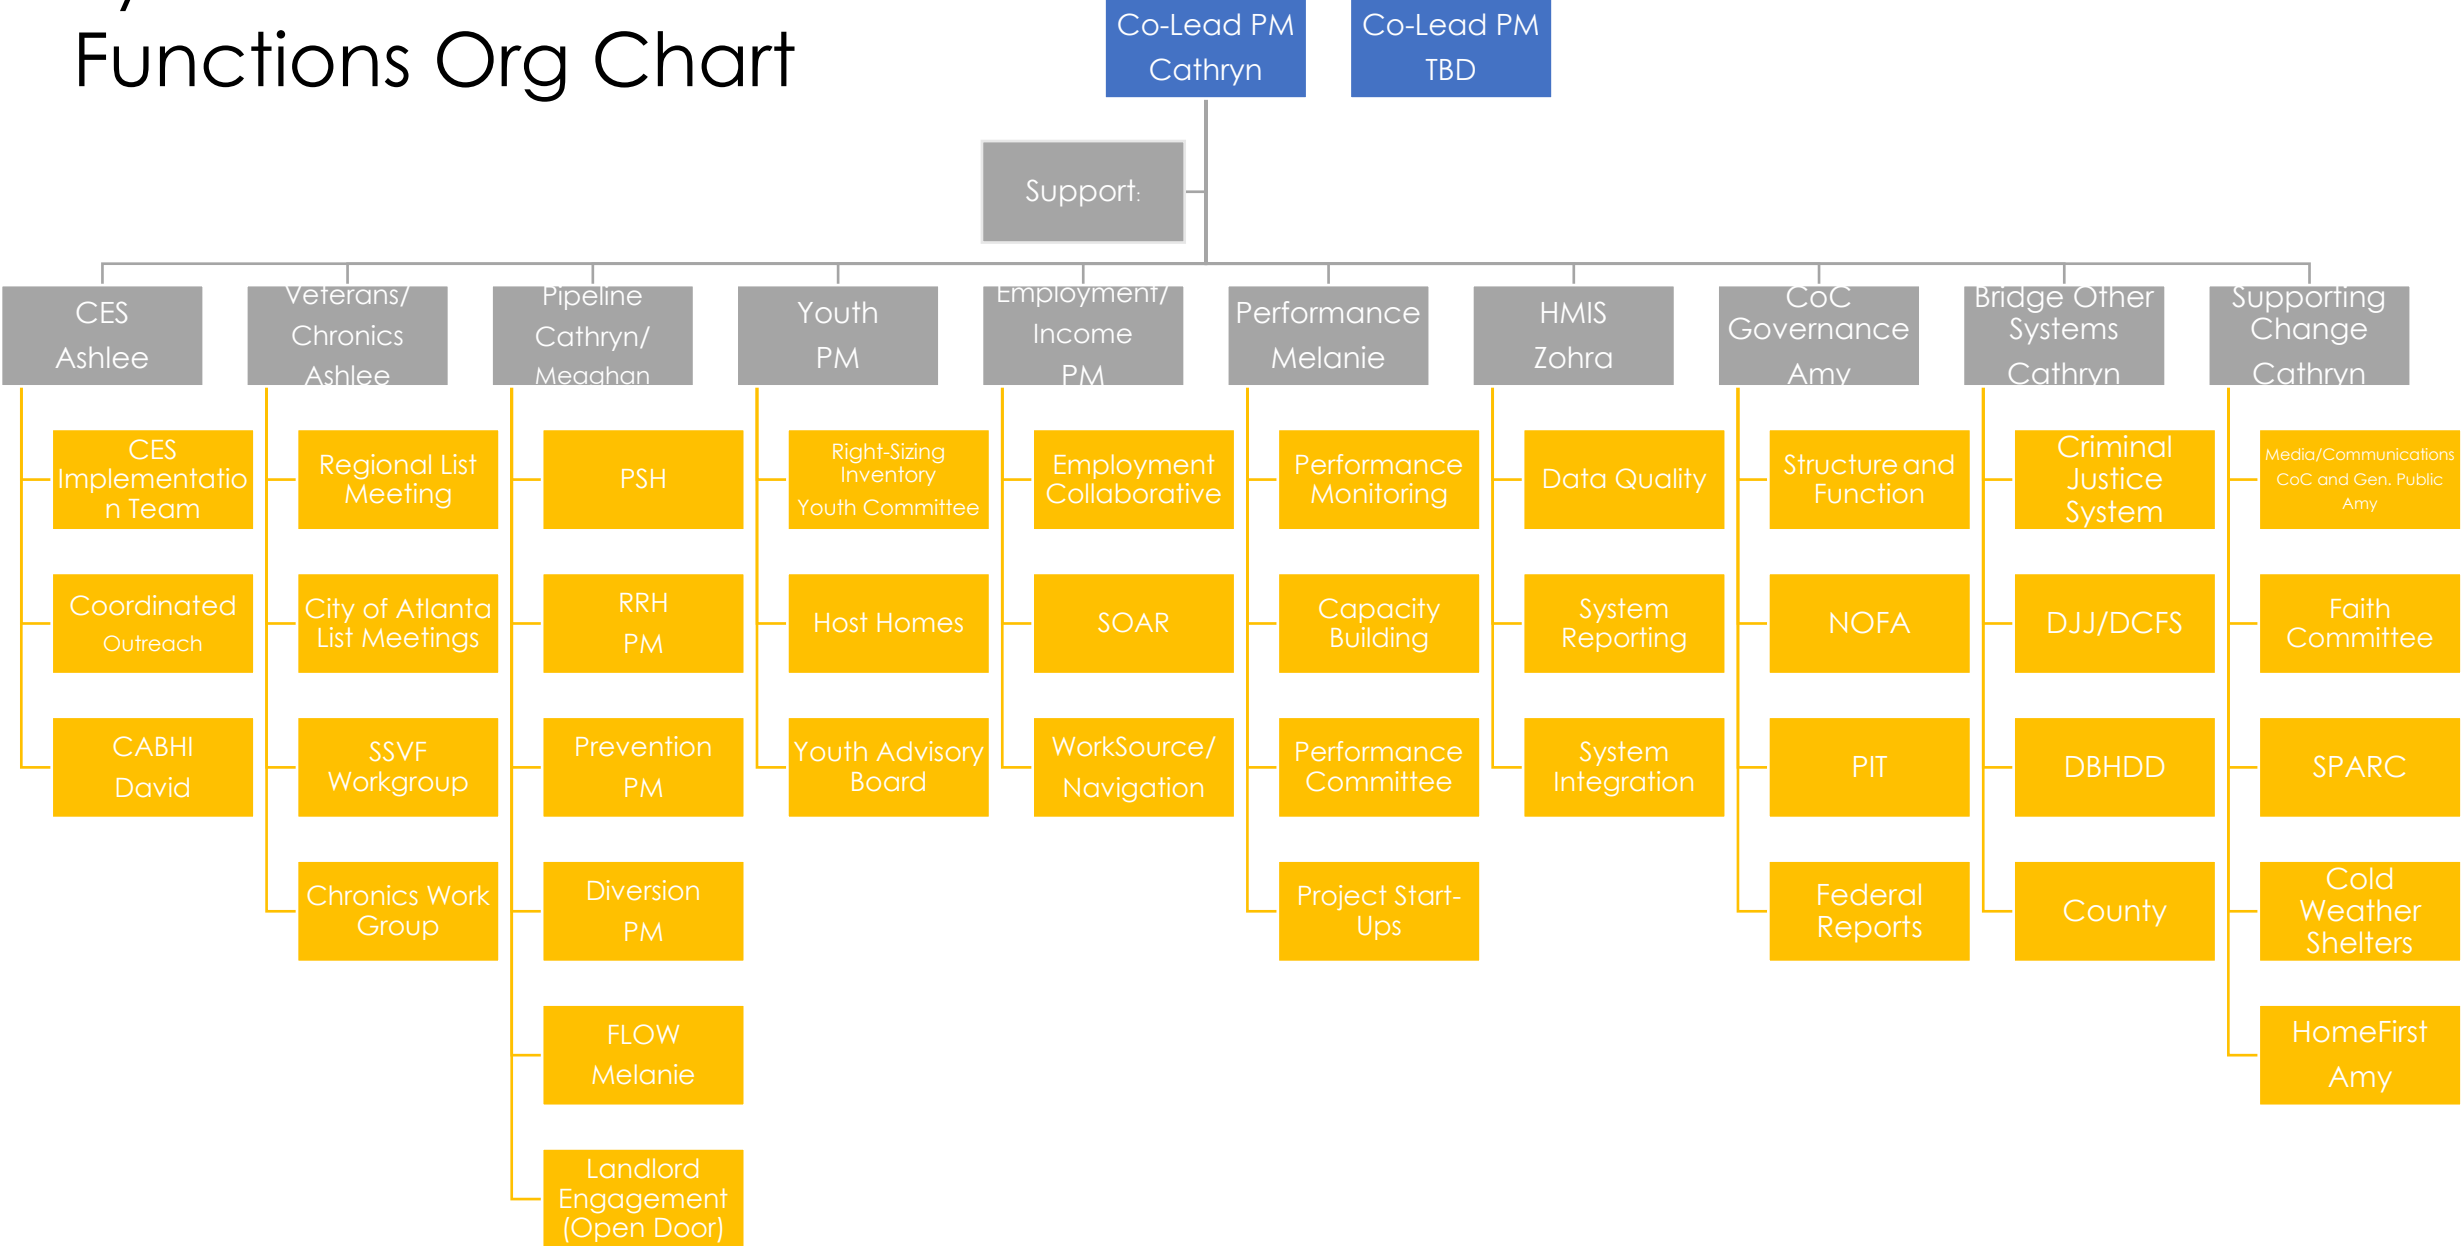 Functions Org Chart
Co-Lead PM
Cathryn
Co-Lead PM
TBD
Support:
CES
Ashlee
Veterans/
Chronics
Ashlee
Pipeline
Cathryn/
Meaghan
Youth
PM
Employment/
Income
PM
Performance
Melanie
HMIS
Zohra
CoC
Governance
Amy
Bridge Other
Systems
Cathryn
Supporting
Change
Cathryn
CES
Implementatio
n Team
Coordinated
Outreach
CABHI
David
Regional List
Meeting
City of Atlanta
List Meetings
SSVF
Workgroup
Chronics Work
Group
PSH
RRH
PM
Prevention
PM
Diversion
PM
FLOW
Melanie
Landlord
Engagement
(Open Door)
Right-Sizing
Inventory
Youth Committee
Host Homes
Youth Advisory
Board
Employment
Collaborative
SOAR
WorkSource/
Navigation
Performance
Monitoring
Capacity
Building
Performance
Committee
Project Start-
Ups
Data Quality
System
Reporting
System
Integration
Structure and
Function
NOFA
PIT
Federal
Reports
Criminal
Justice
System
DJJ/DCFS
DBHDD
County
Media/Communications
CoC and Gen. Public
Amy
Faith
Committee
SPARC
Cold
Weather
Shelters
HomeFirst
Amy